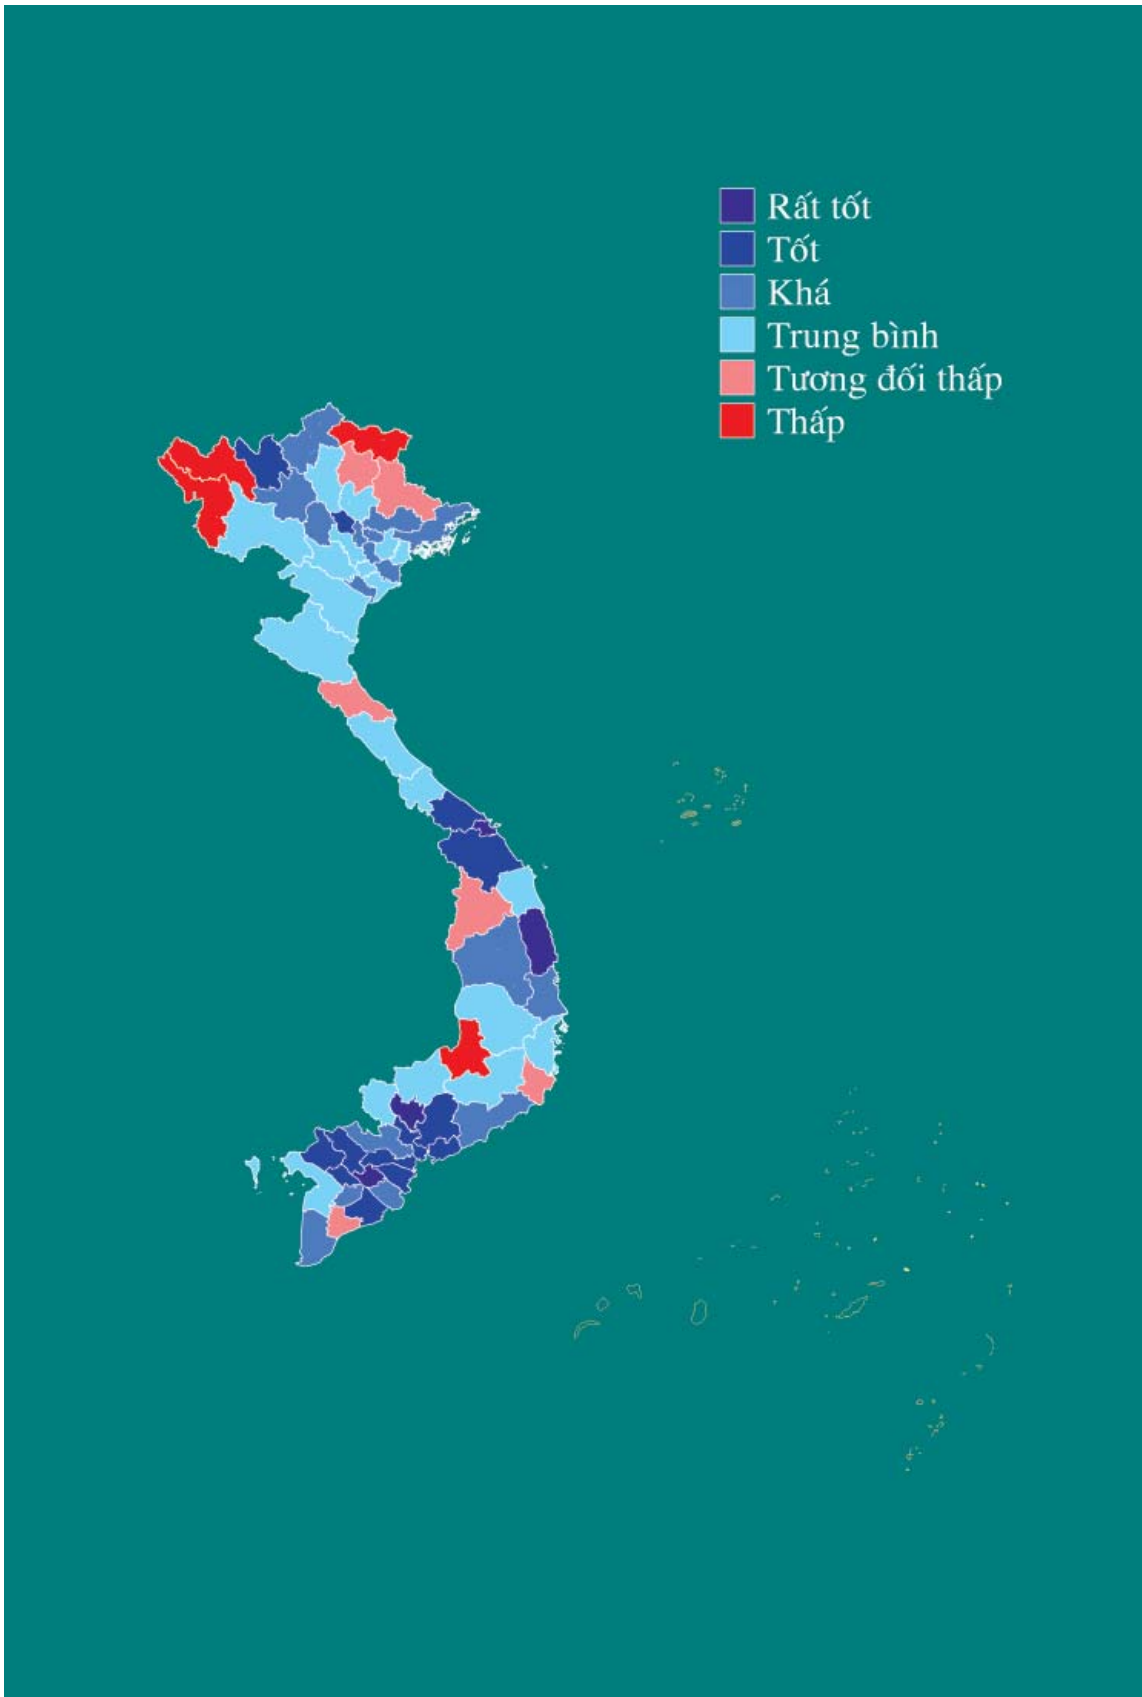 Rất tốt
Tốt
Khá
Trung bình
Tương đối thấp
Thấp